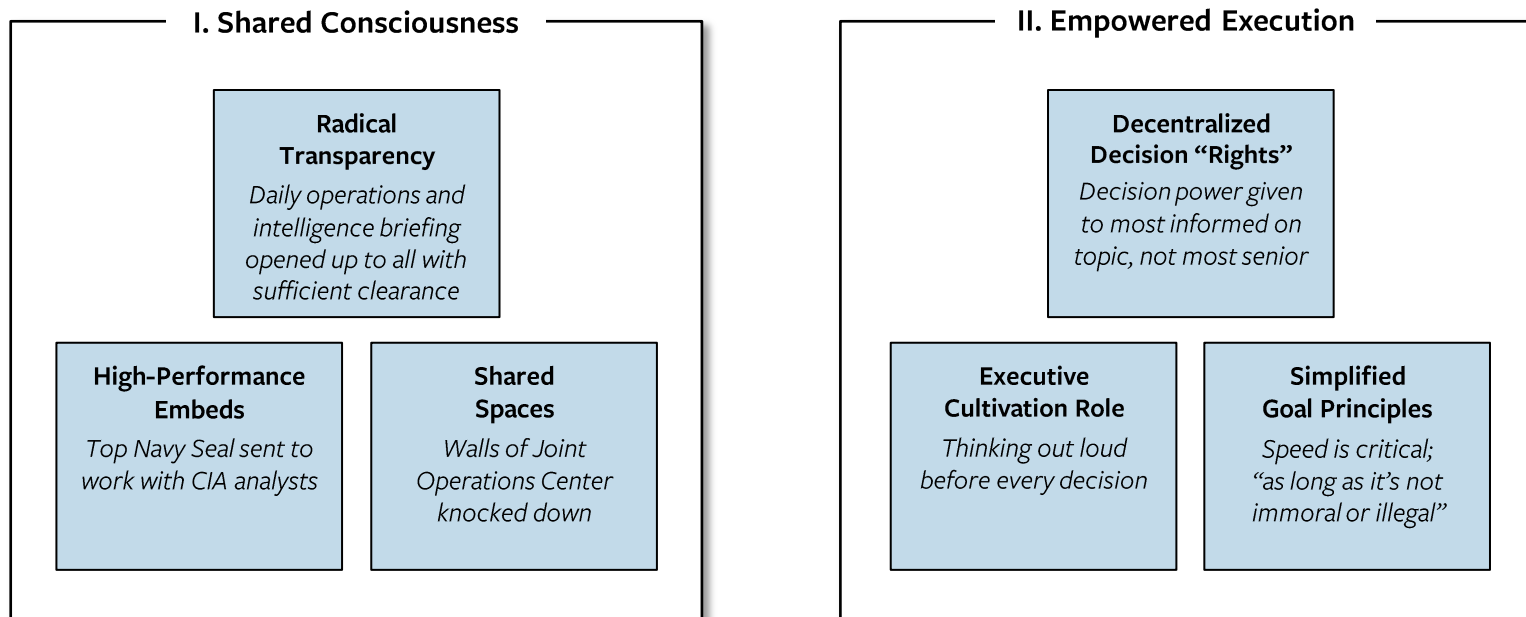 I. Shared Consciousness
Radical
Transparency
Daily operations and
intelligence briefing
opened up to all with
sufficient clearance
High-Performance
Embeds
Top Navy Seal sent to
work with CIA analysts
Shared
Spaces
Walls of Joint
Operations Center
knocked down
II. Empowered Execution
Decentralized
Decision “Rights”
Decision power given
to most informed on
topic, not most senior
Executive
Cultivation Role
Thinking out loud
before every decision
Simplified
Goal Principles
Speed is critical;
“as long as it’s not
immoral or illegal”